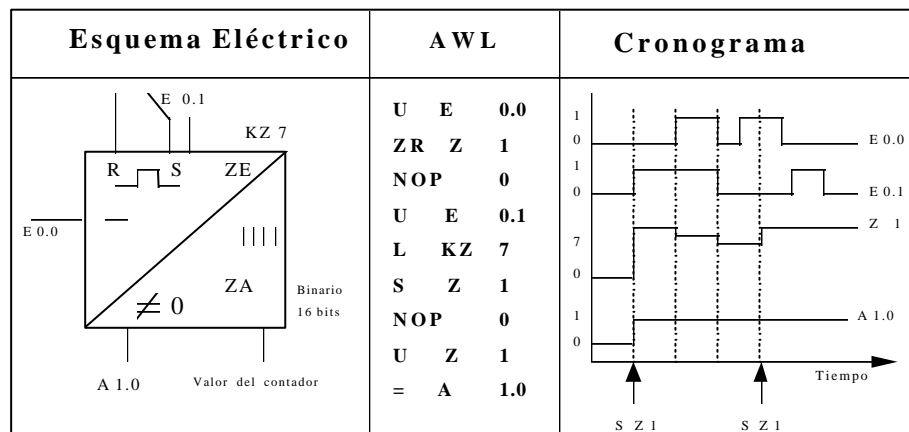 Esquema Eléctrico
AWL
Cronograma
E 0.1
KZ 7
R
S
ZE
E 0.0
ZA
≠ 0
Binario
16 bits
A 1.0
Valor del contador
U E 0.0
ZR Z 1
NOP 0
U E 0.1
L KZ 7
S Z 1
NOP 0
U Z 1
= A 1.0
1
0
E 0.0
1
0
E 0.1
Z 1
7
0
1
0
A 1.0
Tiempo
S Z 1
S Z 1